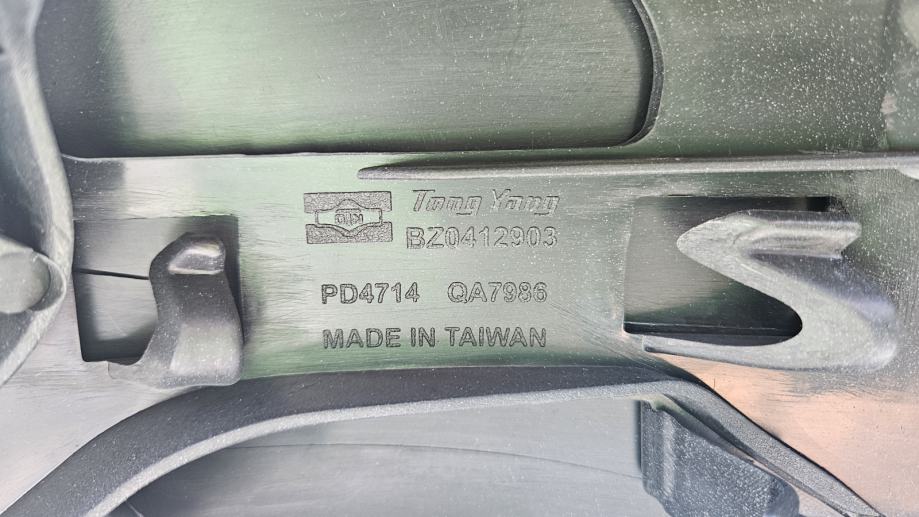 Tong Yang
BZ0412903
PD4714 QA7986
MADE IN TAIWAN